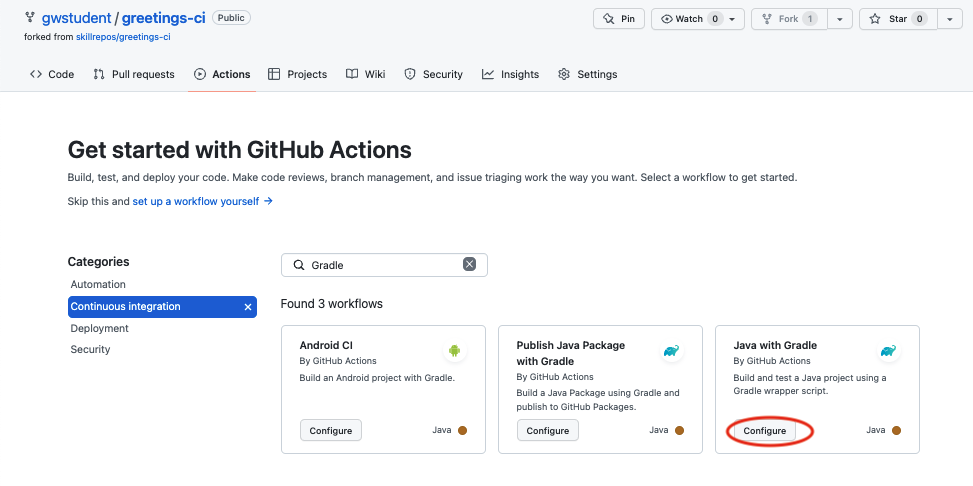 gwstudent / greetings-ci Public
Pin Watch 0 Fork 1 Star 0
forked from skillrepos/greetings-ci
Code Pull requests Actions Projects Wiki Security Insights Settings
Get started with GitHub Actions
Build, test, and deploy your code. Make code reviews, branch management, and issue triaging work the way you want. Select a workflow to get started.
Skip this and set up a workflow yourself →
Categories
Automation
Continuous integration
Deployment
Security
Gradle
Found 3 workflows
Android CI
By GitHub Actions
Build an Android project with Gradle.
Configure Java
Publish Java Package
with Gradle
By GitHub Actions
Build a Java Package using Gradle and
publish to GitHub Packages.
Configure Java
Java with Gradle
By GitHub Actions
Build and test a Java project using a
Gradle wrapper script.
Configure Java